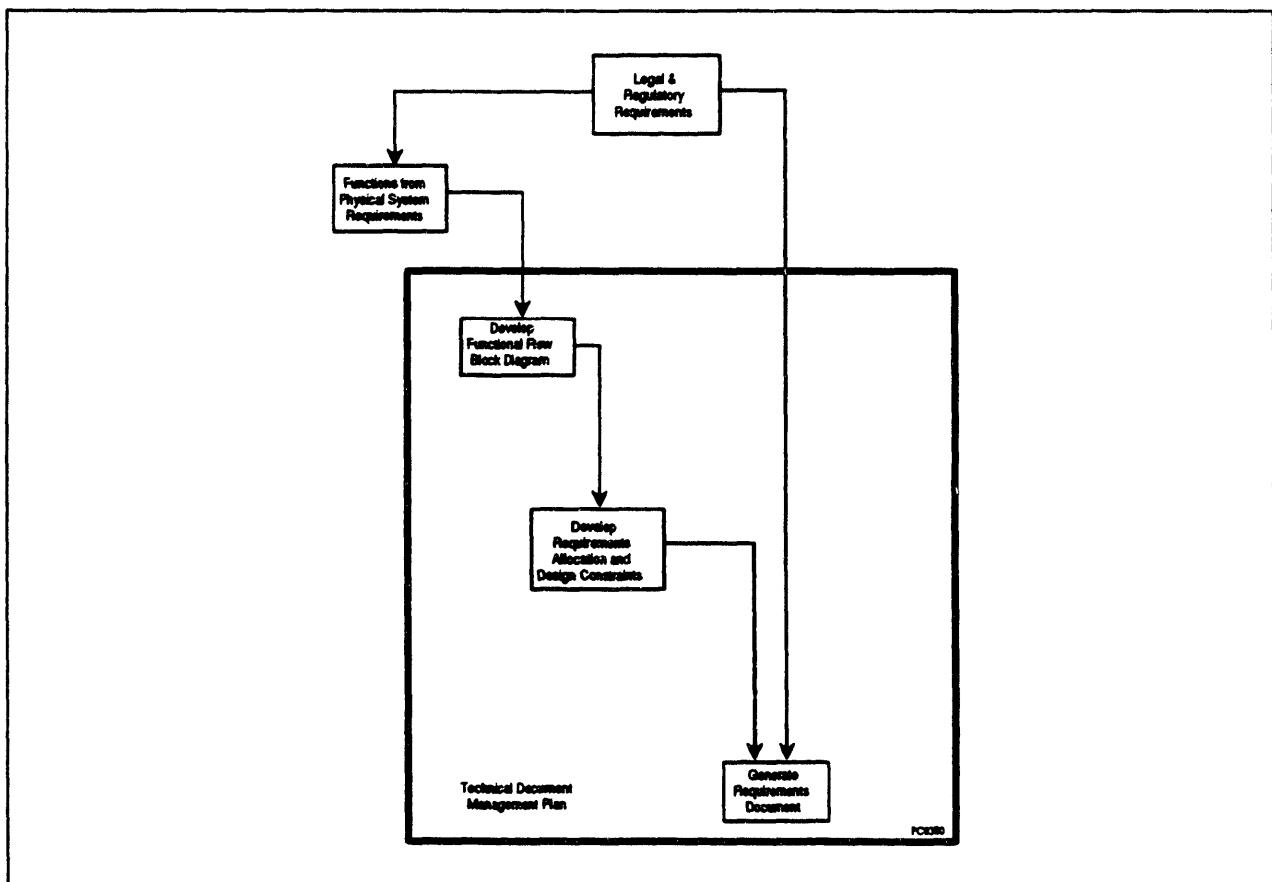 Legal &
Regulatory
Requirements
Functions from
Physical System
Requirements
Develop
Functional Flow
Block Diagram
Develop
Requirements
Allocation and
Design Constraints
Technical Document
Management Plan
Generate
Requirements
Document